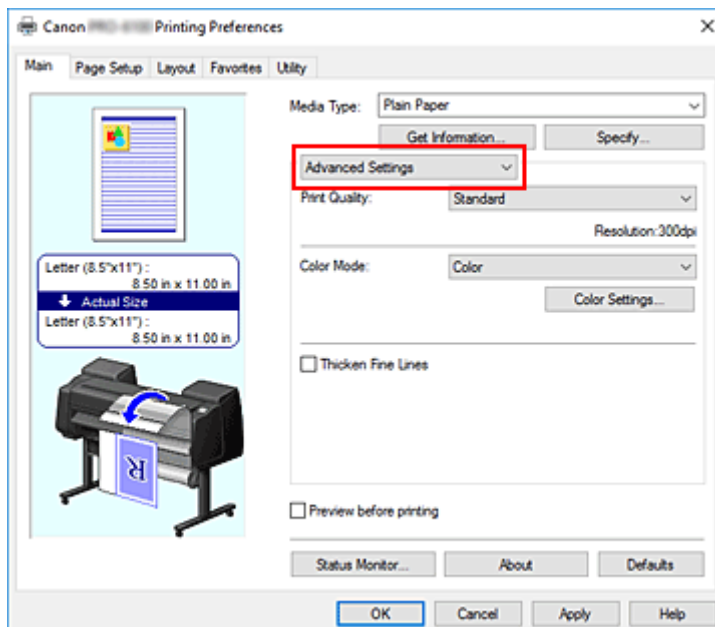 Canon Printing Preferences
Main Page Setup Layout Favorites Utility
Media Type: Plain Paper
Get Information... Specify...
Advanced Settings
Print Quality: Standard
Resolution:300dpi
Color Mode: Color
Color Settings...
Thicken Fine Lines
Preview before printing
Letter (8.5"x11") :
8.50 in x 11.00 in
Actual Size
Letter (8.5"x11") :
8.50 in x 11.00 in
R
Status Monitor... About Defaults
OK Cancel Apply Help